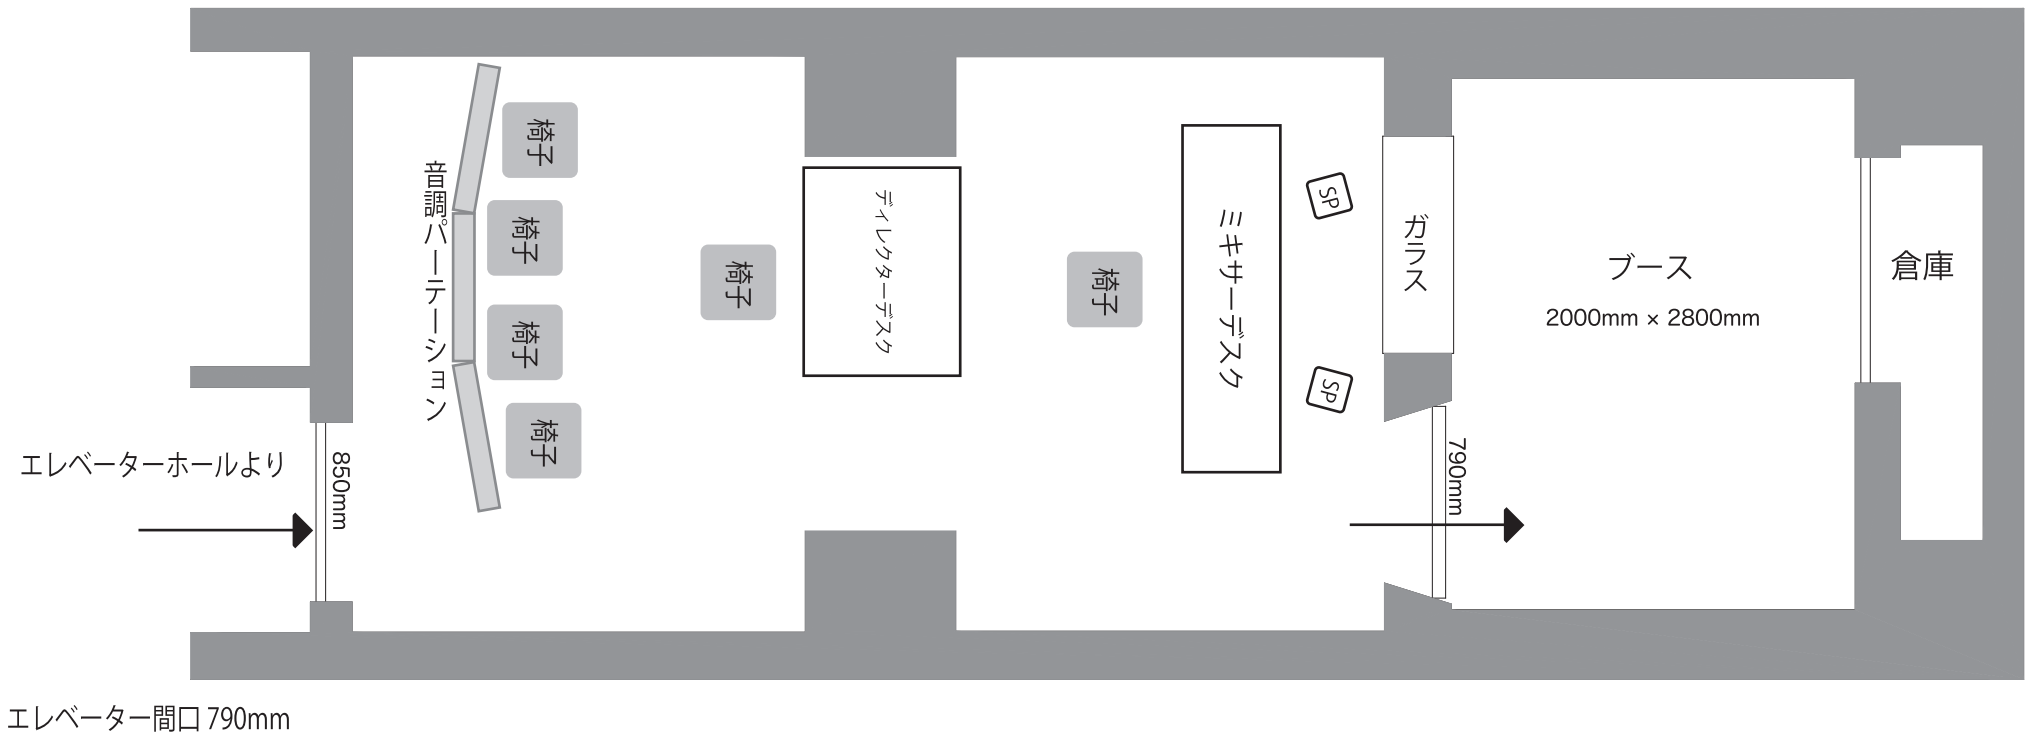 音調パーテーション
椅子
椅子
椅子
椅子
椅子
ディレクターデスク
椅子
ミキサーデスク
SP
SP
ガラス
ブース
2000mm × 2800mm
倉庫
エレベーターホールより
850mm
790mm
エレベーター間口 790mm